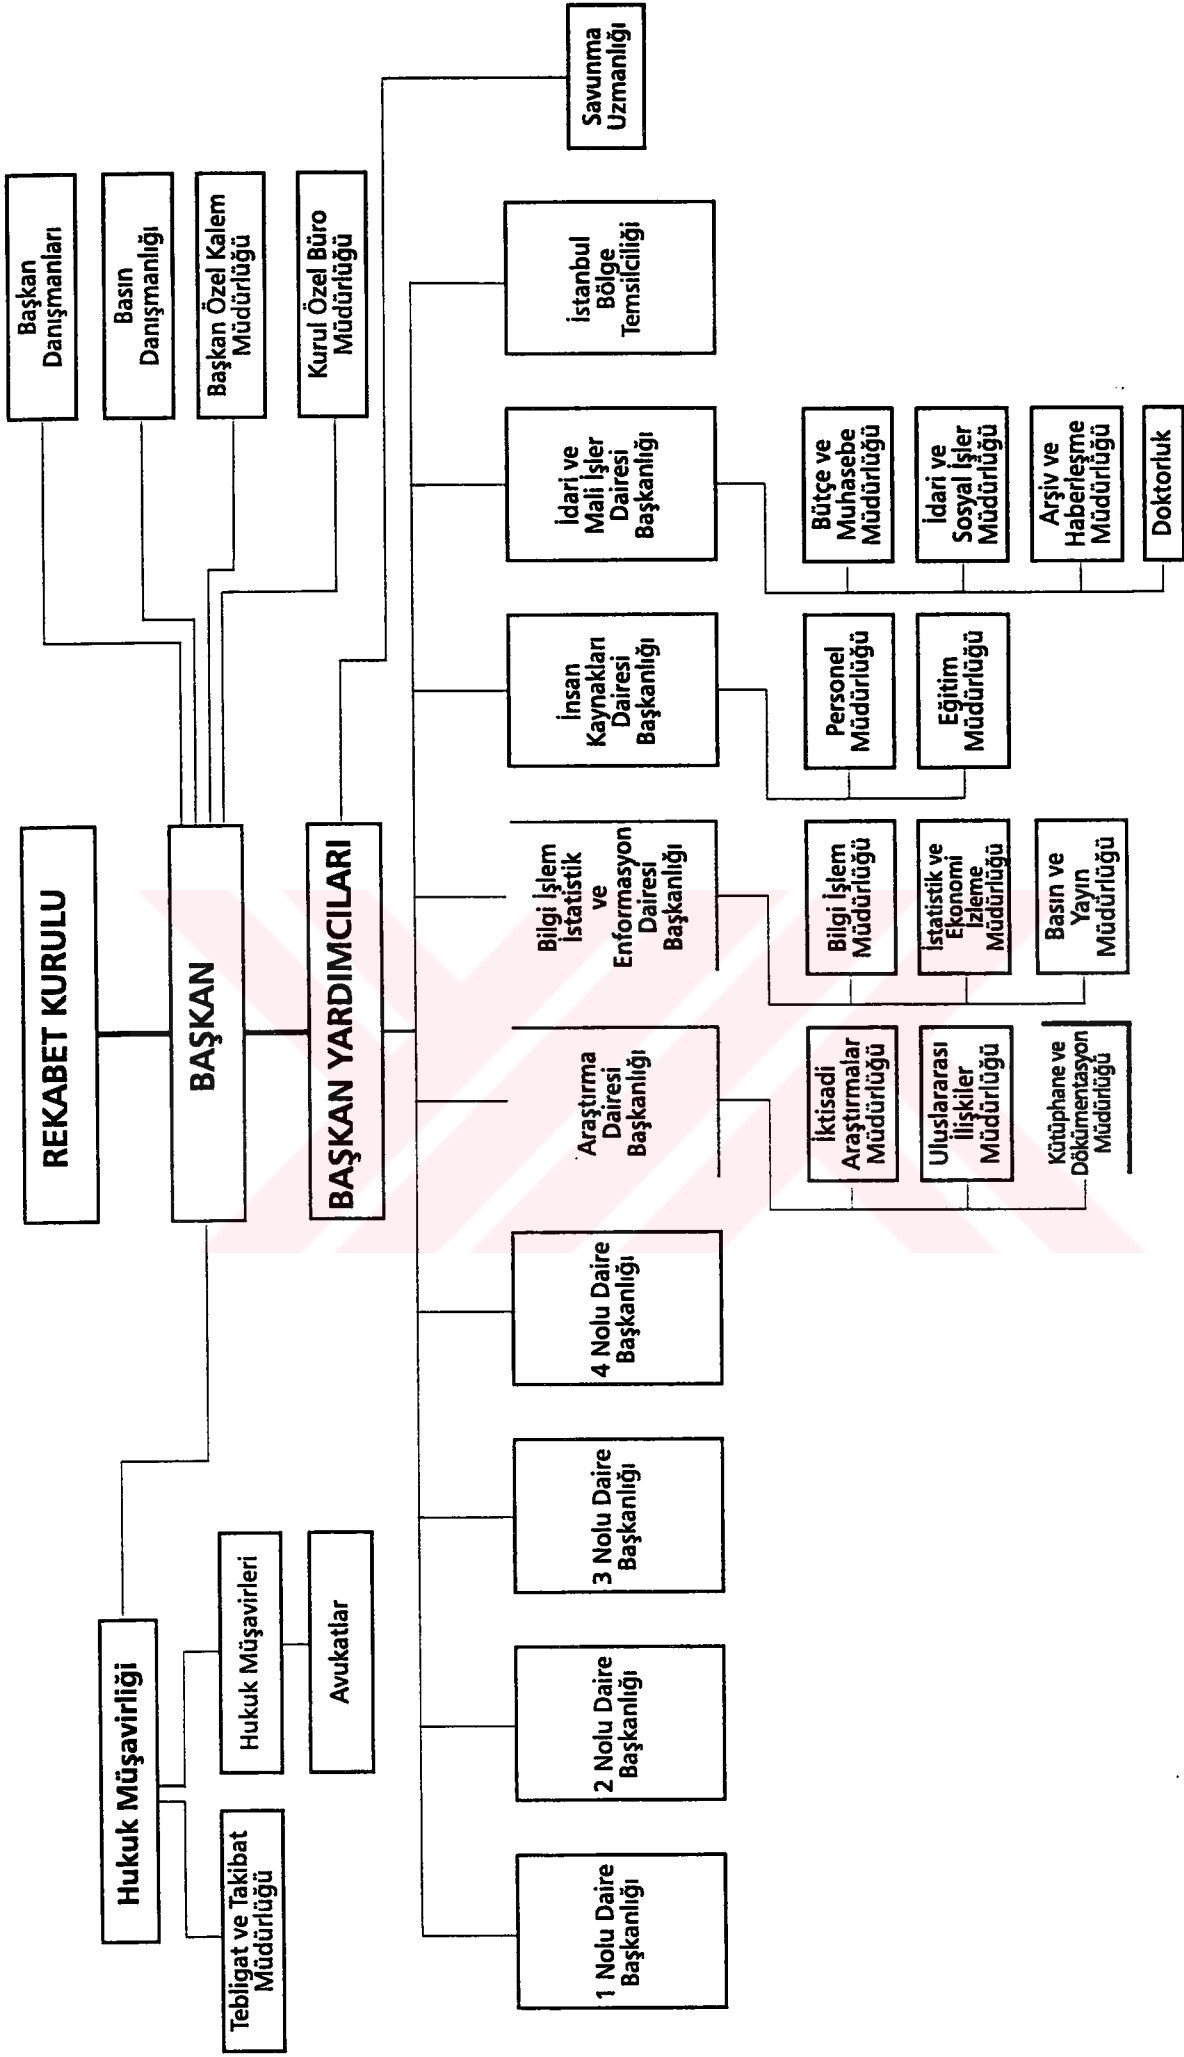 REKABET KURULU
BAŞKAN
BAŞKAN YARDIMCILARI
Başkan
Danışmanları
Basın
Danışmanlığı
Başkan Özel Kalem
Müdürlüğü
Kurul Özel Büro
Müdürlüğü
Savunma
Uzmanlığı
Hukuk Müşavirliği
Tebligat ve Takibat
Müdürlüğü
Hukuk Müşavirleri
Avukatlar
1 Nolu Daire
Başkanlığı
2 Nolu Daire
Başkanlığı
3 Nolu Daire
Başkanlığı
4 Nolu Daire
Başkanlığı
Araştırma
Dairesi
Başkanlığı
İktisadi
Araştırmalar
Müdürlüğü
Uluslararası
İlişkiler
Müdürlüğü
Kütüphane ve
Dökümentasyon
Müdürlüğü
Bilgi İşlem
İstatistik
ve
Enformasyon
Dairesi
Başkanlığı
Bilgi İşlem
Müdürlüğü
İstatistik ve
Ekonomi
İzleme
Müdürlüğü
Basın ve
Yayın
Müdürlüğü
İnsan
Kaynakları
Dairesi
Başkanlığı
Personel
Müdürlüğü
Eğitim
Müdürlüğü
İdari ve
Mali İşler
Dairesi
Başkanlığı
Bütçe ve
Muhasebe
Müdürlüğü
İdari ve
Sosyal İşler
Müdürlüğü
Arşiv ve
Haberleşme
Müdürlüğü
Doktorluk
İstanbul
Bölge
Temsilciliği